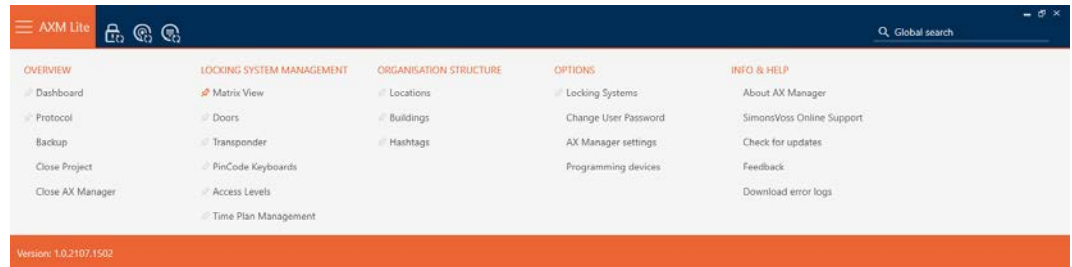 AXM Lite
Global search
OVERVIEW
Dashboard
Protocol
Backup
Close Project
Close AX Manager
LOCKING SYSTEM MANAGEMENT
Matrix View
Doors
Transponder
PinCode Keyboards
Access Levels
Time Plan Management
ORGANISATION STRUCTURE
Locations
Buildings
Hashtags
OPTIONS
Locking Systems
Change User Password
AX Manager settings
Programming devices
INFO & HELP
About AX Manager
SimonsVoss Online Support
Check for updates
Feedback
Download error logs
Version: 1.0.2107.1502